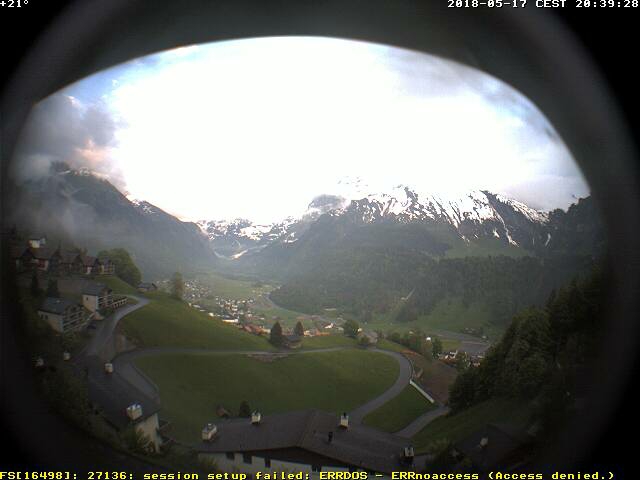 +21°
2018-05-17 CEST 20:39:28
FS[16498]: 27136: session setup failed: ERRDOS - ERRnoaccess (Access denied.)